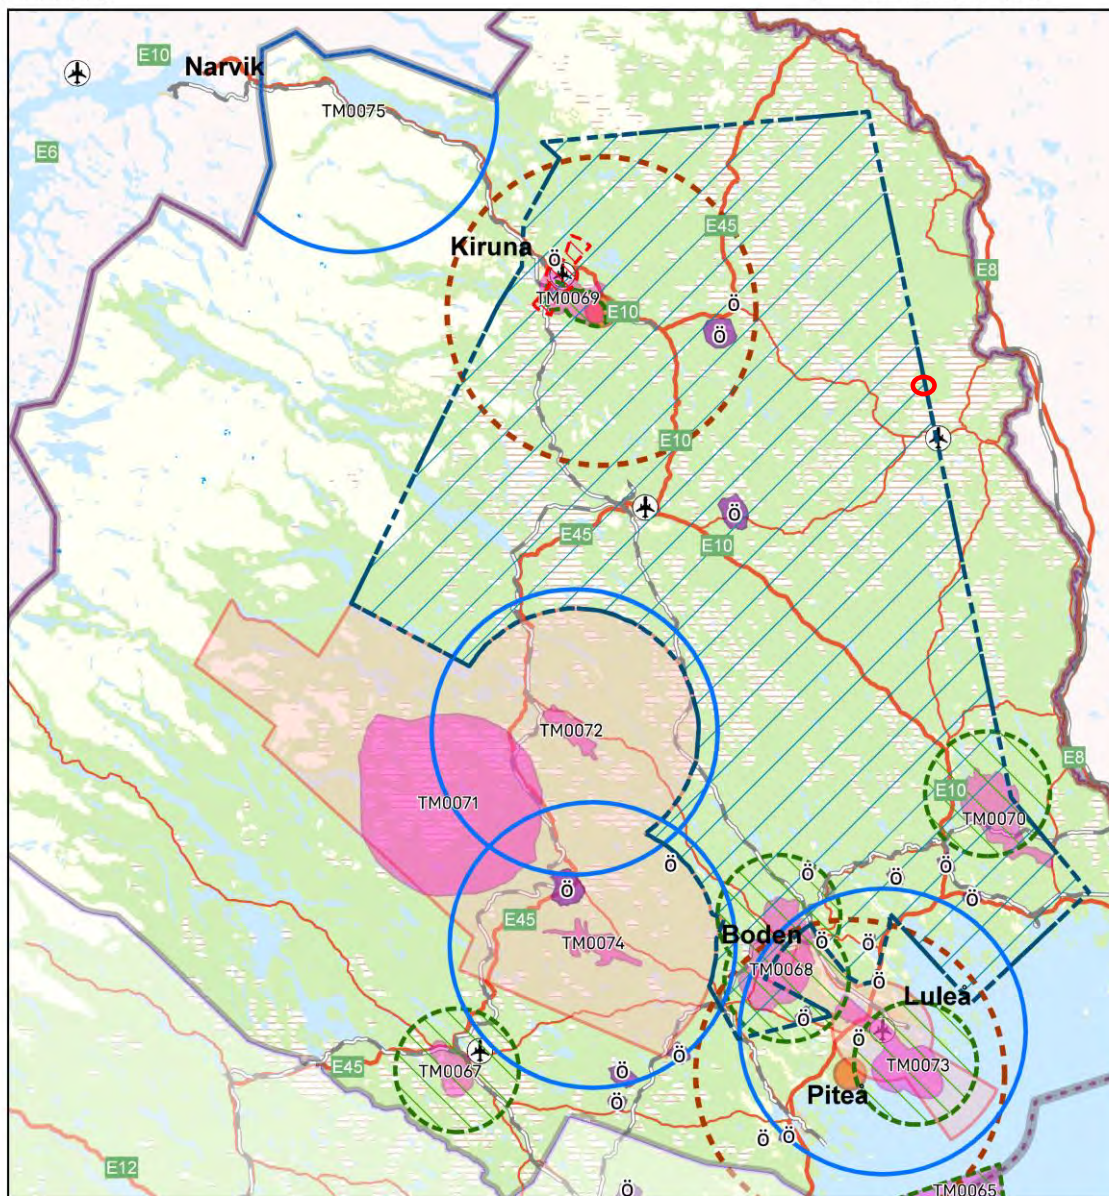 E10
Narvik
TM0075
E6
E45
Kiruna
Ö
E8
TM0069
E10
Ö
Ö
E10
Ö
E45
E10
TM0072
TM0071
E8
E10
TM0070
Ö
Ö
Ö
Ö
Ö
E45
Boden
TM0074
Ö
Ö
TM0068
Ö
Luleå
Ö
Ö
Ö
E45
TM0067
TM0073
Ö
Piteå
Ö
Ö
Ö
E12
Ö
TM0065